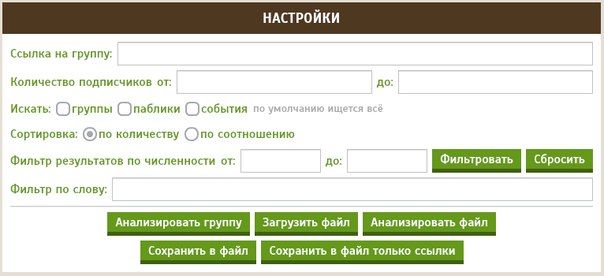 НАСТРОЙКИ
Ссылка на группу:
Количество подписчиков от: до:
Искать: группы паблики события по умолчанию ищется всё
Сортировка: по количеству по соотношению
Фильтр результатов по численности от: до: Фильтровать Сбросить
Фильтр по слову:
Анализировать группу Загрузить файл Анализировать файл
Сохранить в файл Сохранить в файл только ссылки